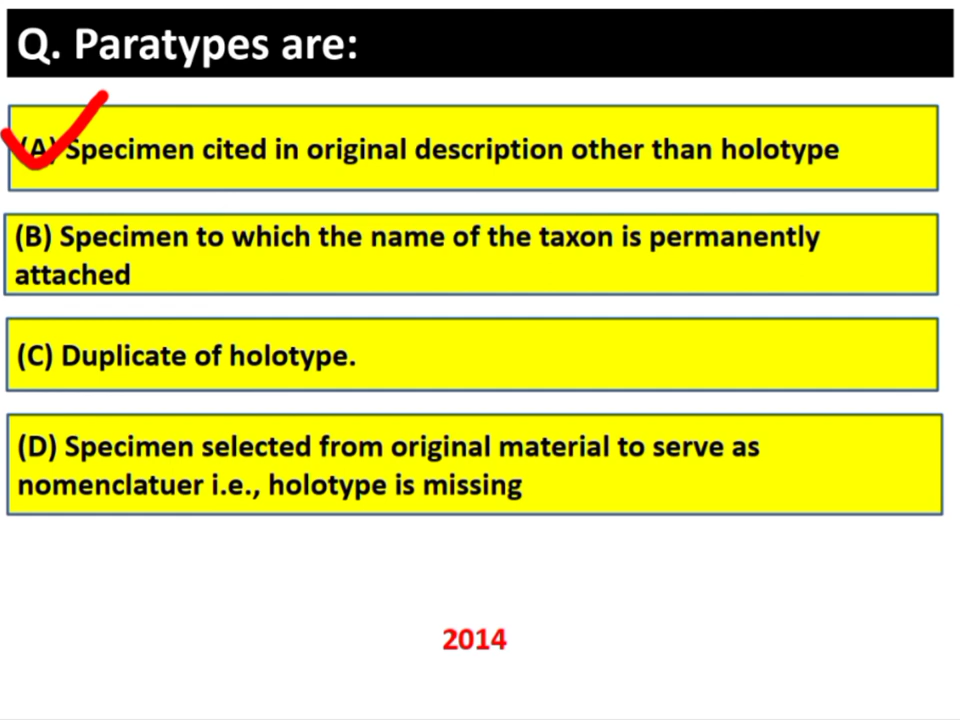 Q. Paratypes are:
(A) Specimen cited in original description other than holotype
(B) Specimen to which the name of the taxon is permanently
attached
(C) Duplicate of holotype.
(D) Specimen selected from original material to serve as
nomenclatuer i.e., holotype is missing
2014